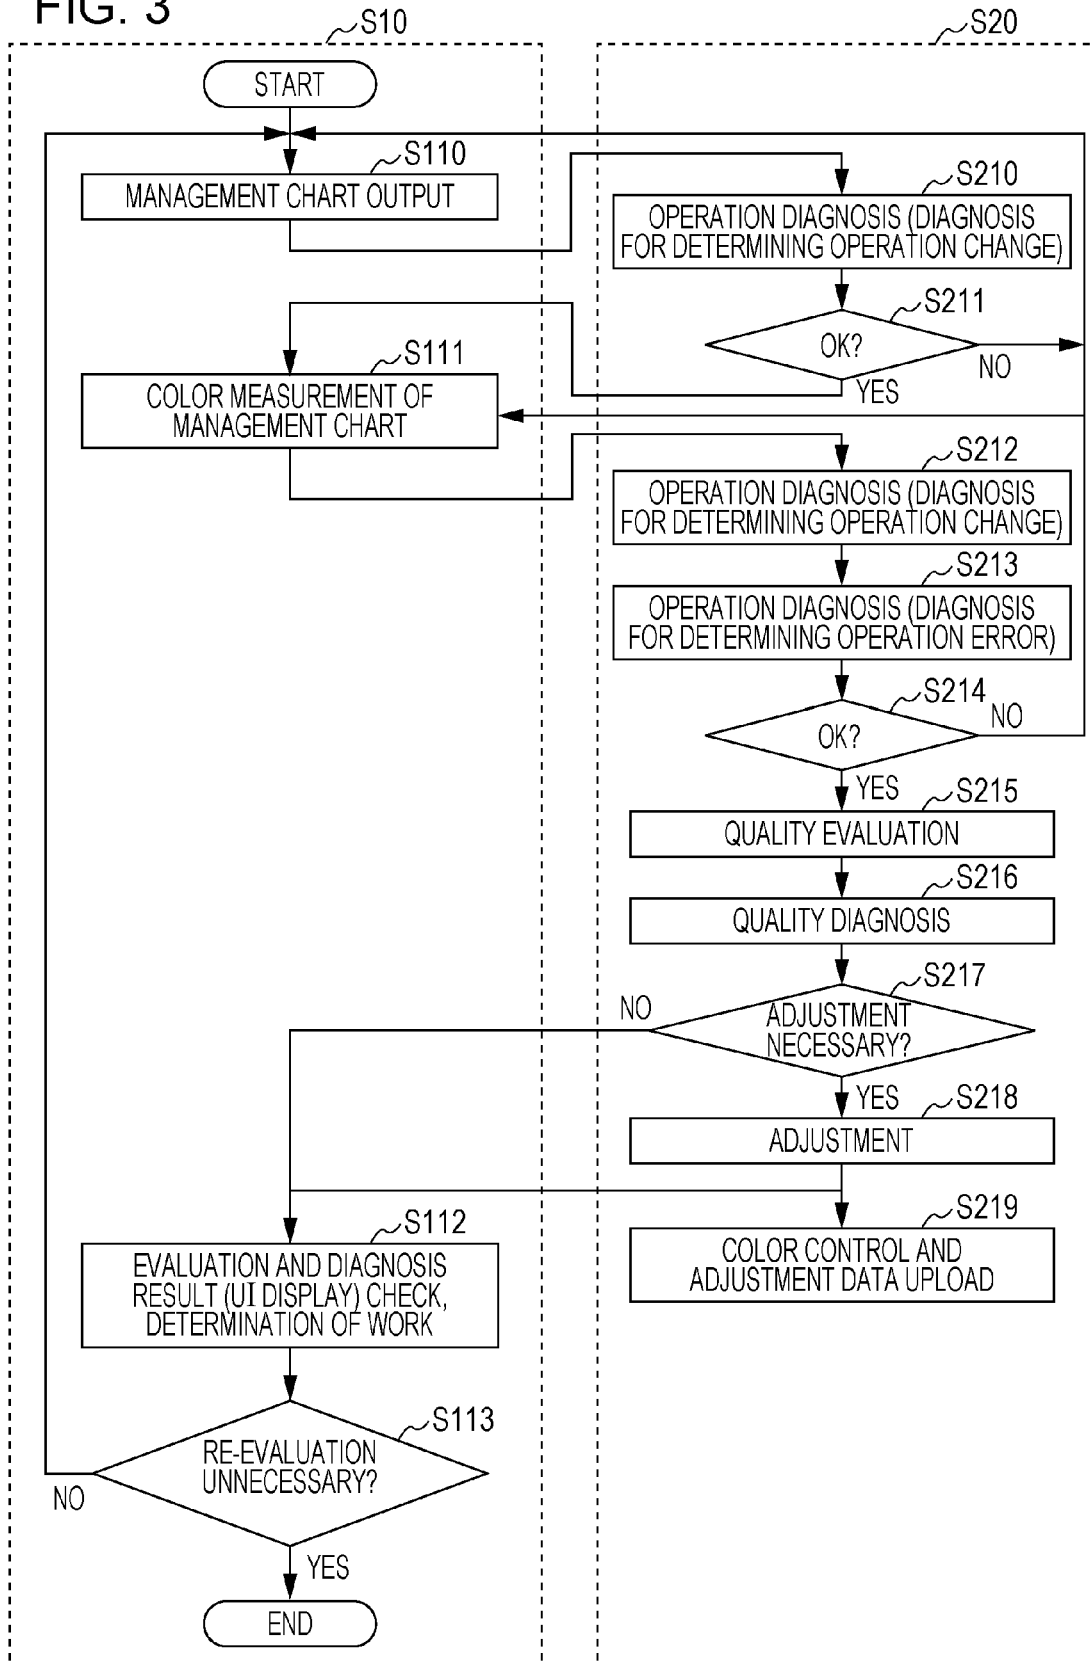 FIG. 3
S10
S20
START
S110
MANAGEMENT CHART OUTPUT
S210
OPERATION DIAGNOSIS (DIAGNOSIS
FOR DETERMINING OPERATION CHANGE)
S211
OK?
NO
YES
S111
COLOR MEASUREMENT OF
MANAGEMENT CHART
S212
OPERATION DIAGNOSIS (DIAGNOSIS
FOR DETERMINING OPERATION CHANGE)
S213
OPERATION DIAGNOSIS (DIAGNOSIS
FOR DETERMINING OPERATION ERROR)
S214
OK?
NO
YES
S215
QUALITY EVALUATION
S216
QUALITY DIAGNOSIS
S217
ADJUSTMENT
NECESSARY?
NO
YES
S218
ADJUSTMENT
S219
COLOR CONTROL AND
ADJUSTMENT DATA UPLOAD
S112
EVALUATION AND DIAGNOSIS
RESULT (UI DISPLAY) CHECK,
DETERMINATION OF WORK
S113
RE-EVALUATION
UNNECESSARY?
NO
YES
END